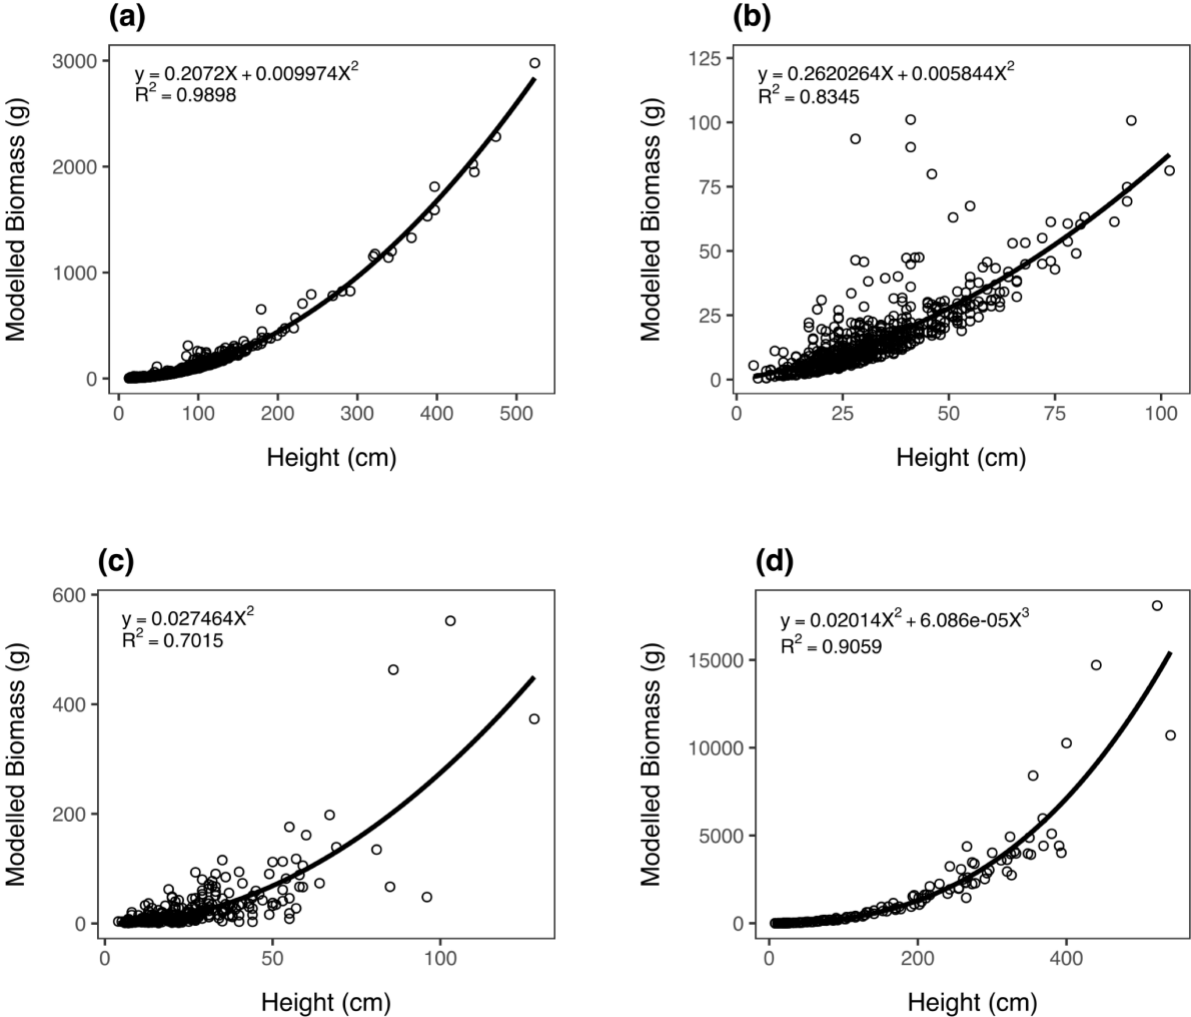 (a)
y = 0.2072X + 0.009974X²
R² = 0.9898
3000
2000
1000
0
0 100 200 300 400 500
Height (cm)
Modelled Biomass (g)
(b)
y = 0.2620264X + 0.005844X²
R² = 0.8345
125
100
75
50
25
0
0 25 50 75 100
Height (cm)
Modelled Biomass (g)
(c)
y = 0.027464X²
R² = 0.7015
600
400
200
0
0 50 100
Height (cm)
Modelled Biomass (g)
(d)
y = 0.02014X² + 6.086e-05X³
R² = 0.9059
15000
10000
5000
0
0 200 400
Height (cm)
Modelled Biomass (g)